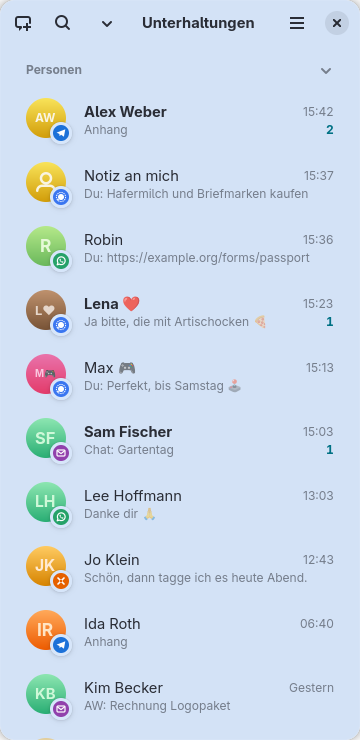 Unterhaltungen
Personen
AW
Alex Weber 15:42
Anhang 2
Notiz an mich 15:37
Du: Hafermilch und Briefmarken kaufen
R
Robin 15:36
Du: https://example.org/forms/passport
L❤
Lena ❤️ 15:23
Ja bitte, die mit Artischocken 🍕 1
M🎮
Max 🎮 15:13
Du: Perfekt, bis Samstag 🕹️
SF
Sam Fischer 15:03
Chat: Gartentag 1
LH
Lee Hoffmann 13:03
Danke dir 🙏
JK
Jo Klein 12:43
Schön, dann tagge ich es heute Abend.
IR
Ida Roth 06:40
Anhang
KB
Kim Becker Gestern
AW: Rechnung Logopaket